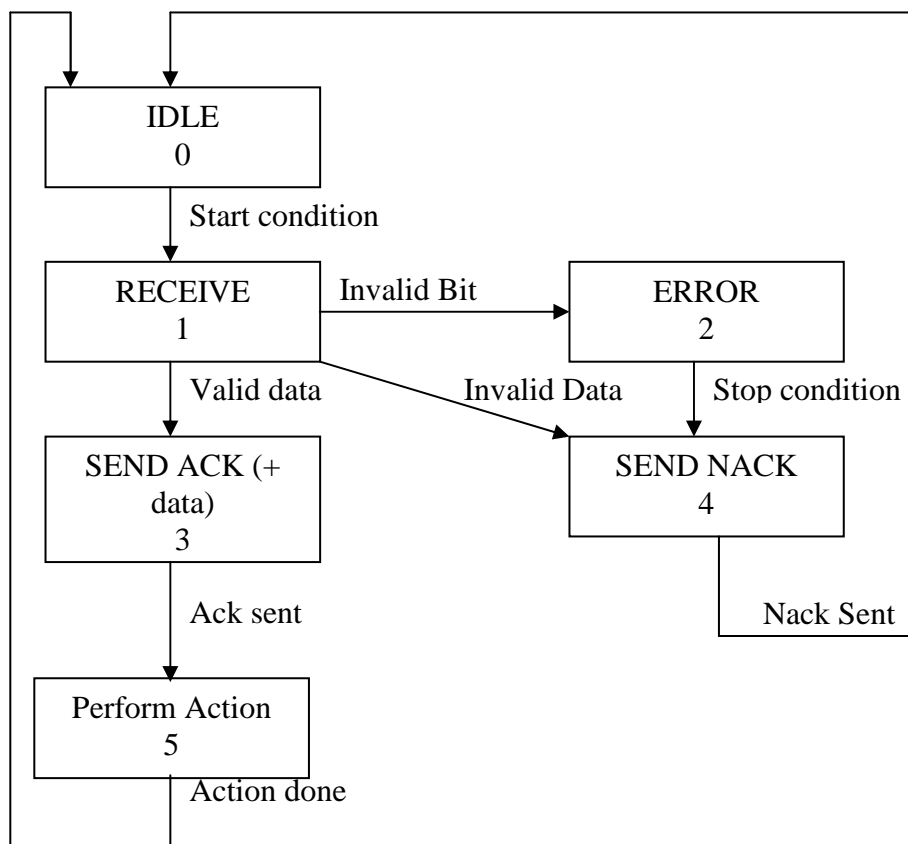 IDLE
0
Start condition
RECEIVE
1
Invalid Bit
ERROR
2
Valid data
Invalid Data
Stop condition
SEND ACK (+
data)
3
SEND NACK
4
Ack sent
Nack Sent
Perform Action
5
Action done